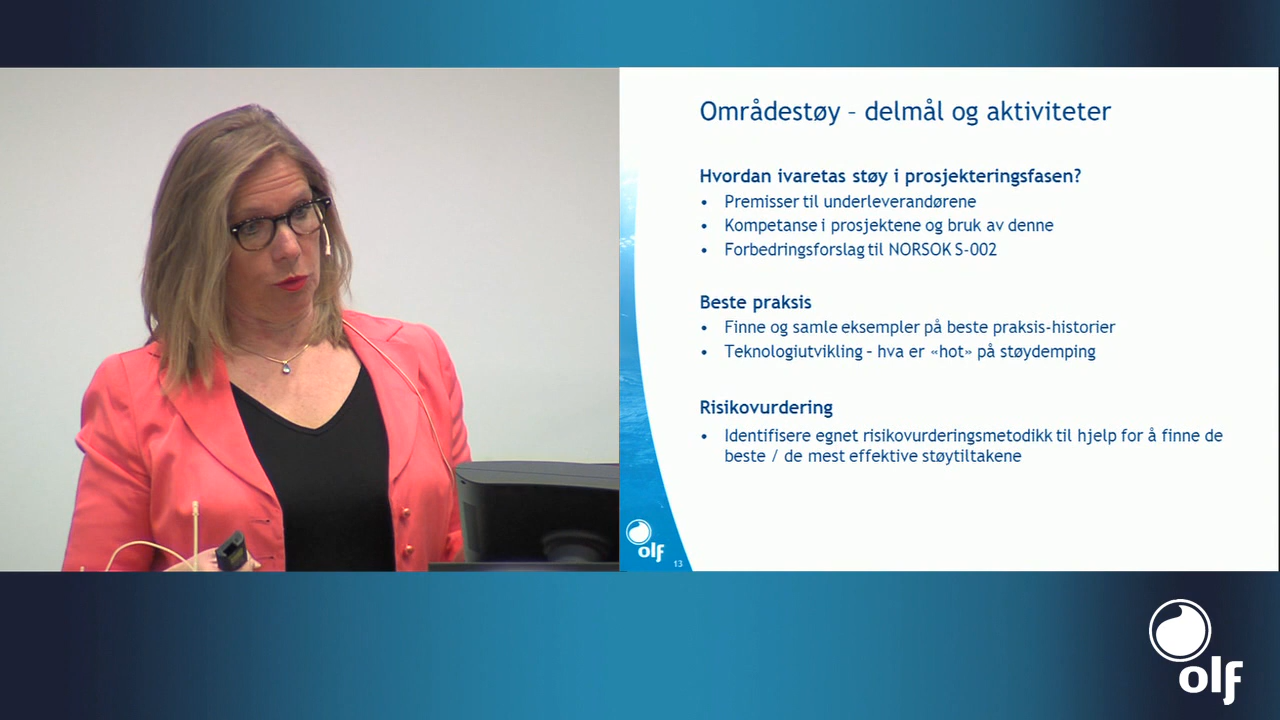 Områdestøy – delmål og aktiviteter
Hvordan ivaretas støy i prosjekteringsfasen?
• Premisser til underleverandørene
• Kompetanse i prosjektene og bruk av denne
• Forbedringsforslag til NORSOK S-002
Beste praksis
• Finne og samle eksempler på beste praksis-historier
• Teknologiutvikling – hva er «hot» på støydemping
Risikovurdering
• Identifisere egnet risikovurderingsmetodikk til hjelp for å finne de
beste / de mest effektive støytiltakene
olf
13
olf